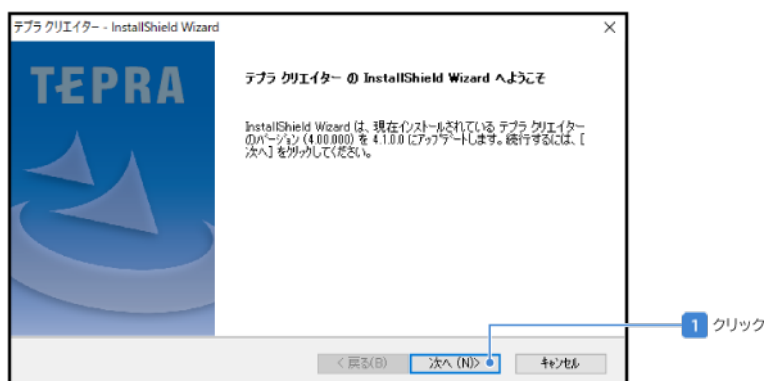 テプラ クリエイター - InstallShield Wizard
TEPRA
テプラ クリエイター の InstallShield Wizard へようこそ
InstallShield Wizard は、現在インストールされている テプラ クリエイター
のバージョン (4.00.000) を 4.1.0.0 にアップデートします。続行するには、[
次へ] をクリックしてください。
< 戻る(B)
次へ (N)>
キャンセル
1 クリック